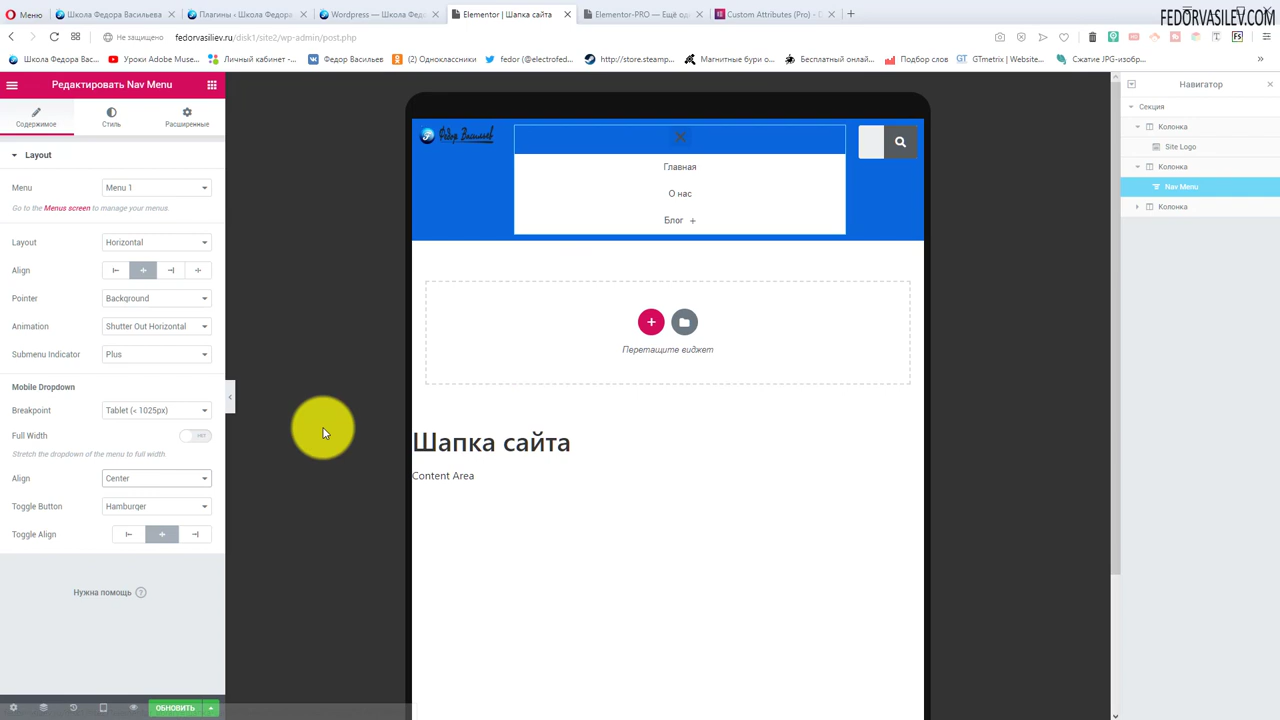 Меню
Школа Федора Васильева
Плагины ‹ Школа Федора
Wordpress — Школа Фед
Elementor | Шапка сайта
Elementor-PRO — Ещё од
Custom Attributes (Pro) - D
FEDORVASILEV.COM
Не защищено
fedorvasiliev.ru/disk1/site2/wp-admin/post.php
Школа Федора Васил
Уроки Adobe Muse...
Личный кабинет -...
Федор Васильев
(2) Одноклассники
fedor (@electrofed...
http://store.steamp...
Магнитные бури о...
Бесплатный онлай...
Подбор слов
GTmetrix | Website...
Сжатие JPG-изобр...
Редактировать Nav Menu
Содержимое
Стиль
Расширенные
Layout
Menu
Menu 1
Go to the Menus screen to manage your menus.
Layout
Horizontal
Align
Pointer
Background
Animation
Shutter Out Horizontal
Submenu Indicator
Plus
Mobile Dropdown
Breakpoint
Tablet (< 1025px)
Full Width
Stretch the dropdown of the menu to full width.
Align
Center
Toggle Button
Hamburger
Toggle Align
Нужна помощь
ОБНОВИТЬ
Федор Васильев
Главная
О нас
Блог +
Перетащите виджет
Шапка сайта
Content Area
Навигатор
Секция
Колонка
Site Logo
Колонка
Nav Menu
Колонка